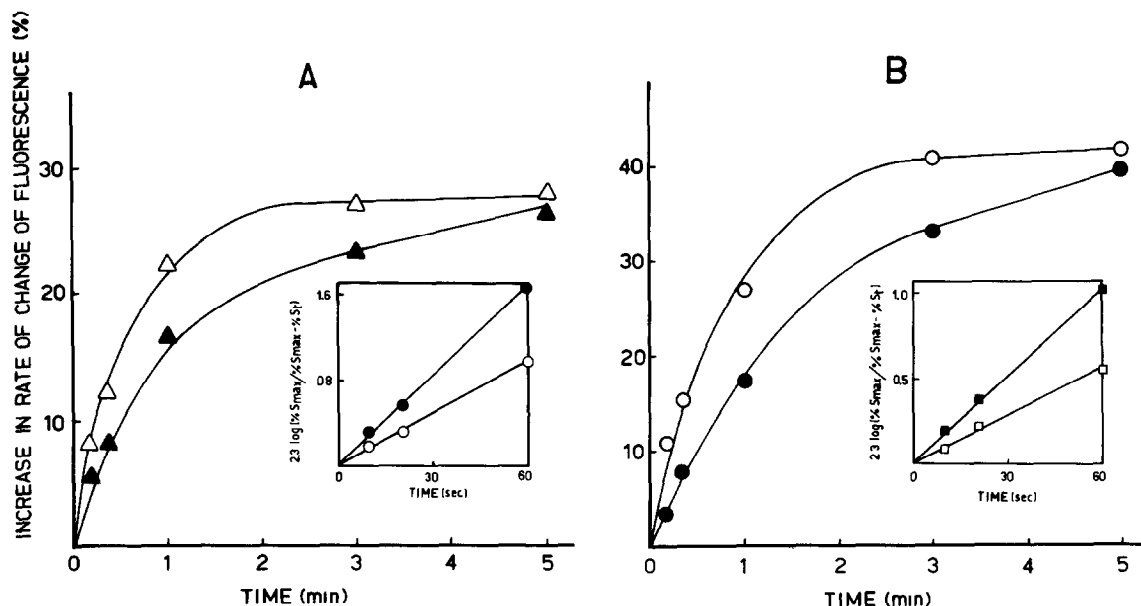 INCREASE IN RATE OF CHANGE OF FLUORESCENCE (%)
A
30
20
10
0
0 1 2 3 4 5
TIME (min)
2.3 log (% Smax/% Smax - % St)
1.6
0.8
30 60
TIME (sec)
B
40
30
20
10
0
0 1 2 3 4 5
TIME (min)
2.3 log (% Smax/% Smax - % St)
1.0
0.5
0 30 60
TIME (sec)